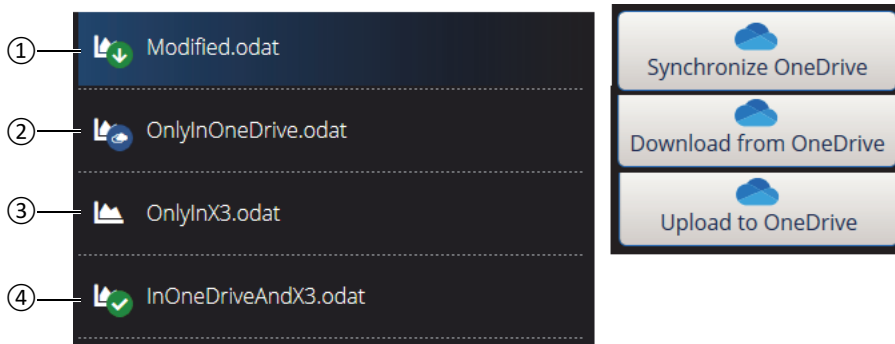 ① Modified.odat
② OnlyInOneDrive.odat
③ OnlyInX3.odat
④ InOneDriveAndX3.odat
Synchronize OneDrive
Download from OneDrive
Upload to OneDrive